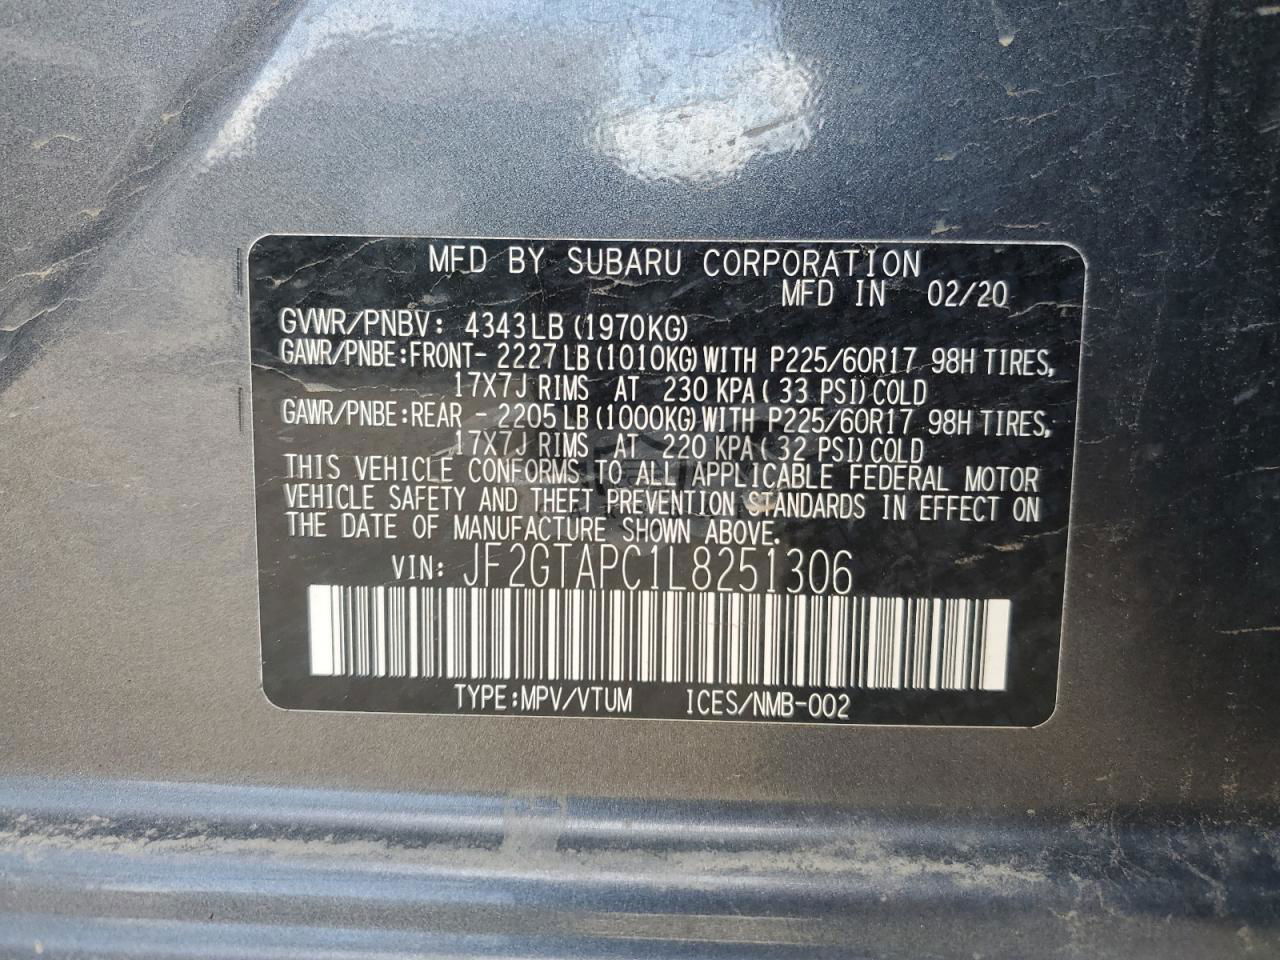 MFD BY SUBARU CORPORATION
MFD IN 02/20
GVWR/PNBV: 4343LB(1970KG)
GAWR/PNBE:FRONT- 2227LB(1010KG)WITH P225/60R17 98H TIRES,
17X7J RIMS AT 230 KPA( 33 PSI)COLD
GAWR/PNBE:REAR - 2205LB(1000KG)WITH P225/60R17 98H TIRES,
17X7J RIMS AT 220 KPA( 32 PSI)COLD
THIS VEHICLE CONFORMS TO ALL APPLICABLE FEDERAL MOTOR
VEHICLE SAFETY AND THEFT PREVENTION STANDARDS IN EFFECT ON
THE DATE OF MANUFACTURE SHOWN ABOVE.
VIN: JF2GTAPC1L8251306
TYPE:MPV/VTUM ICES/NMB-002